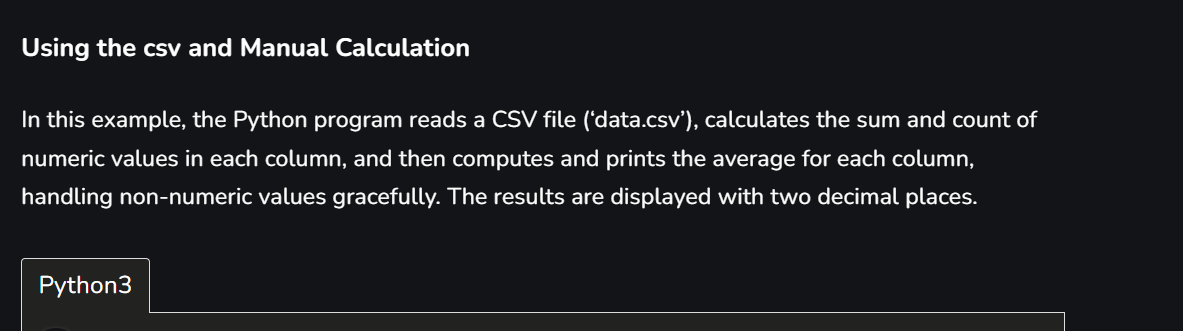 Using the csv and Manual Calculation
In this example, the Python program reads a CSV file (‘data.csv’), calculates the sum and count of
numeric values in each column, and then computes and prints the average for each column,
handling non-numeric values gracefully. The results are displayed with two decimal places.
Python3